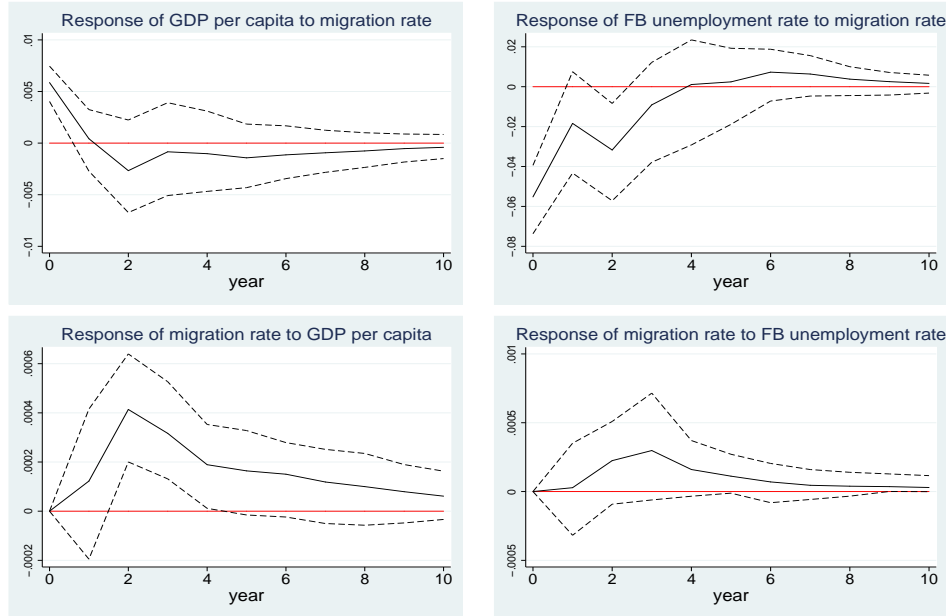 Response of GDP per capita to migration rate
.01
.005
0
-.005
-.01
0 2 4 6 8 10
year
Response of FB unemployment rate to migration rate
.02
0
-.02
-.04
-.06
-.08
0 2 4 6 8 10
year
Response of migration rate to GDP per capita
.0006
.0004
.0002
0
-.0002
0 2 4 6 8 10
year
Response of migration rate to FB unemployment rate
.001
.0005
0
-.0005
0 2 4 6 8 10
year